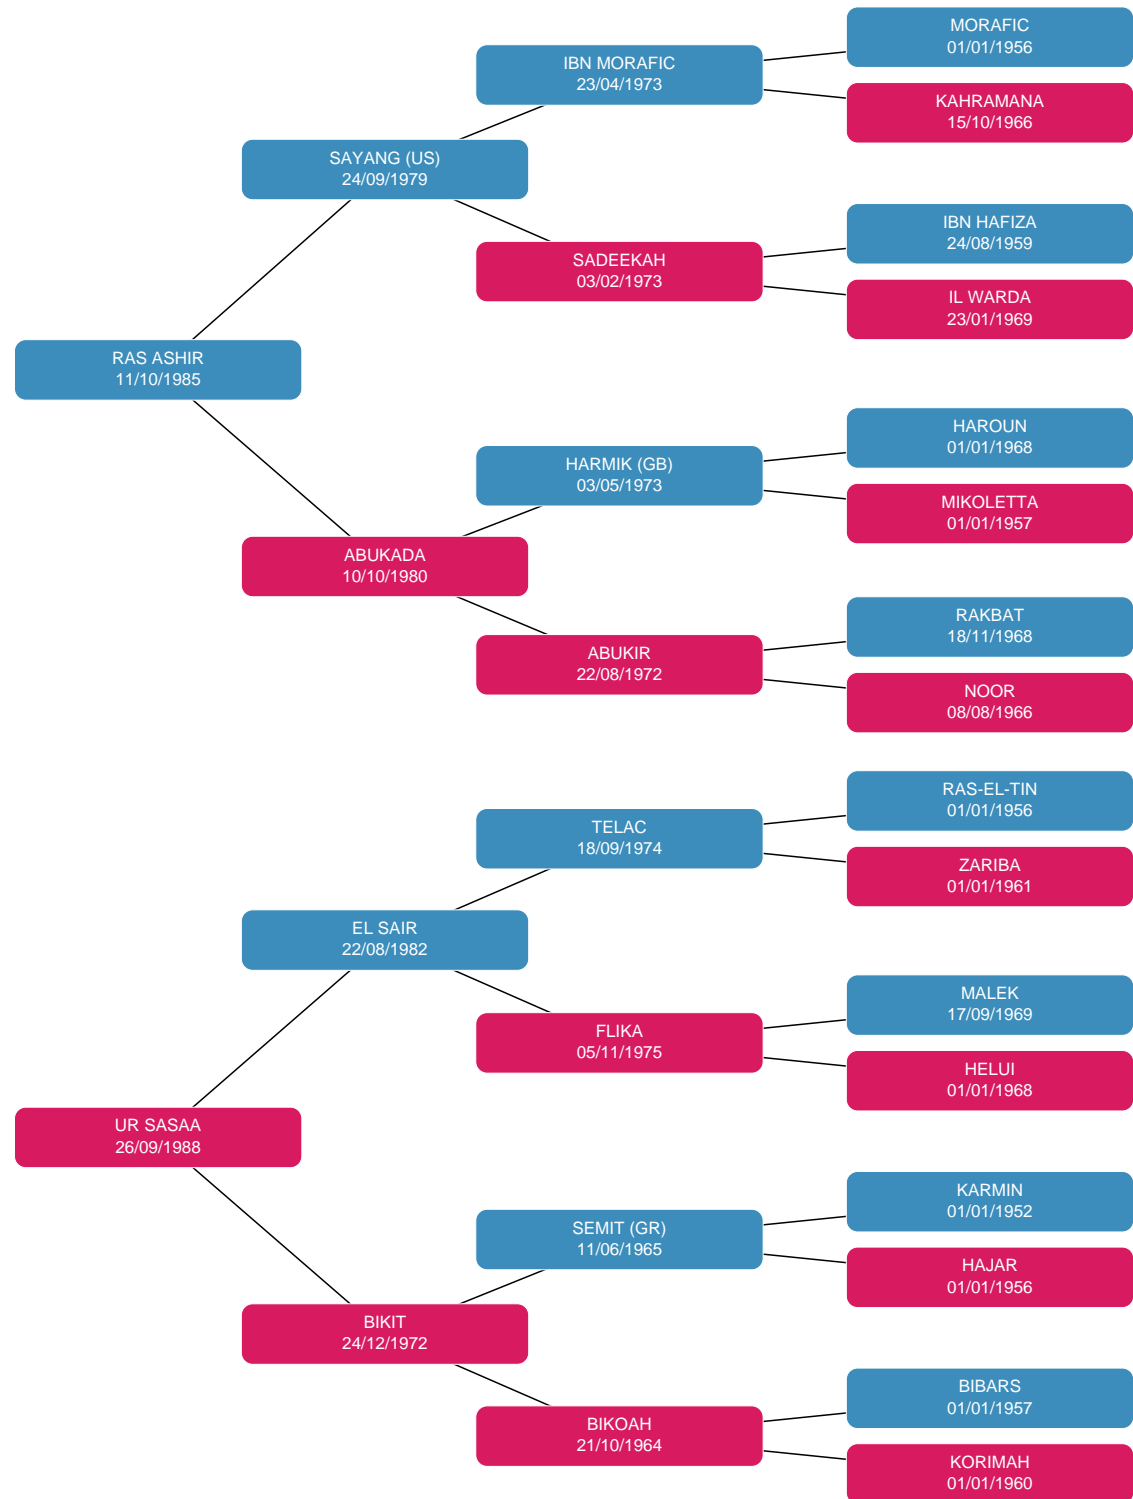 MORAFIC
01/01/1956
IBN MORAFIC
23/04/1973
KAHRAMANA
15/10/1966
SAYANG (US)
24/09/1979
IBN HAFIZA
24/08/1959
SADEEKAH
03/02/1973
IL WARDA
23/01/1969
RAS ASHIR
11/10/1985
HAROUN
01/01/1968
HARMIK (GB)
03/05/1973
MIKOLETTA
01/01/1957
ABUKADA
10/10/1980
RAKBAT
18/11/1968
ABUKIR
22/08/1972
NOOR
08/08/1966
RAS-EL-TIN
01/01/1956
TELAC
18/09/1974
ZARIBA
01/01/1961
EL SAIR
22/08/1982
MALEK
17/09/1969
FLIKA
05/11/1975
HELUI
01/01/1968
UR SASAA
26/09/1988
KARMIN
01/01/1952
SEMIT (GR)
11/06/1965
HAJAR
01/01/1956
BIKIT
24/12/1972
BIBARS
01/01/1957
BIKOAH
21/10/1964
KORIMAH
01/01/1960